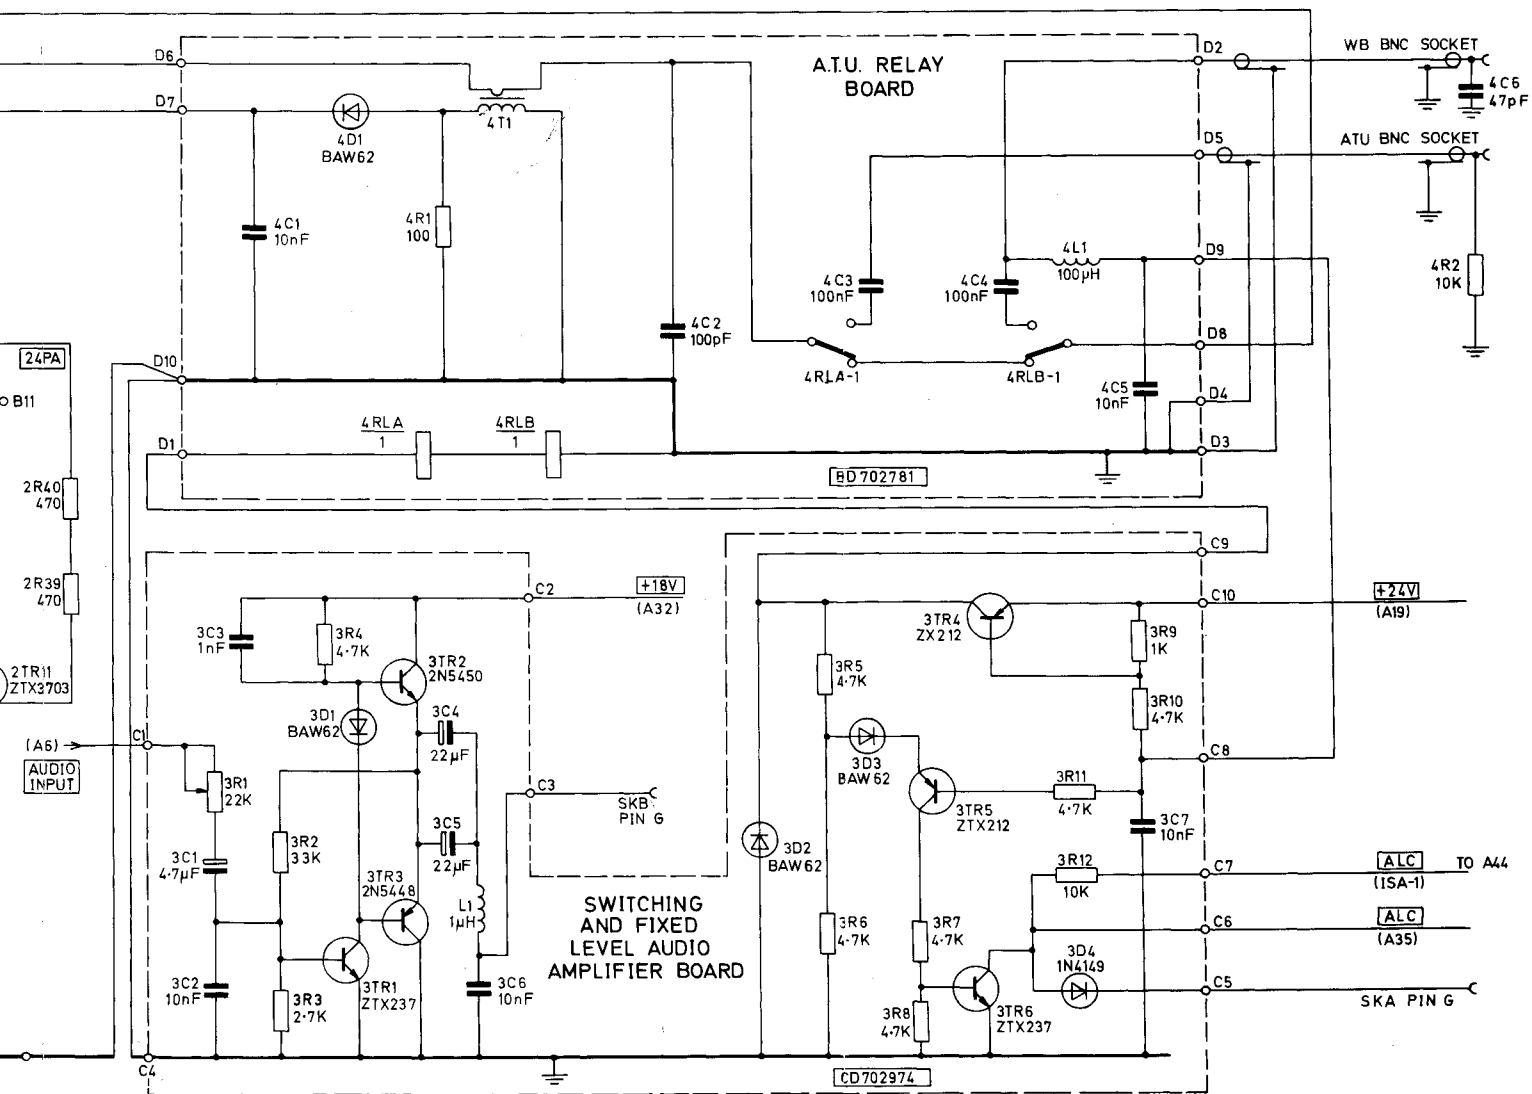 D6
A.T.U. RELAY
BOARD
D2
WB BNC SOCKET
4C6
47pF
D7
4D1
BAW62
4T1
D5
ATU BNC SOCKET
4C1
10nF
4R1
100
D9
4L1
100µH
4C3
100nF
4C4
100nF
4R2
10K
4C2
100pF
D8
24PA
D10
4RLA-1
4RLB-1
4C5
10nF
D4
B11
4RLA
1
4RLB
1
D1
D3
BD702781
2R40
470
C9
2R39
470
C2
+18V
(A32)
C10
+24V
(A19)
3C3
1nF
3R4
4.7K
3TR4
ZX212
3R9
1K
2TR11
ZTX3703
3TR2
2N5450
3R5
4.7K
3R10
4.7K
3D1
BAW62
3C4
22µF
(A6)
C1
AUDIO
INPUT
3D3
BAW62
C8
3R1
22K
C3
SKB
PIN G
3R11
4.7K
3TR5
ZTX212
3C7
10nF
3R2
33K
3C5
22µF
3D2
BAW62
3C1
4.7µF
3TR3
2N5448
L1
1µH
3R12
10K
C7
ALC
(ISA-1)
TO A44
SWITCHING
AND FIXED
LEVEL AUDIO
AMPLIFIER BOARD
3R6
4.7K
3R7
4.7K
C6
ALC
(A35)
3D4
1N4149
3C2
10nF
3R3
2.7K
3TR1
ZTX237
3C6
10nF
3R8
4.7K
3TR6
ZTX237
C5
SKA PIN G
C4
CD702974